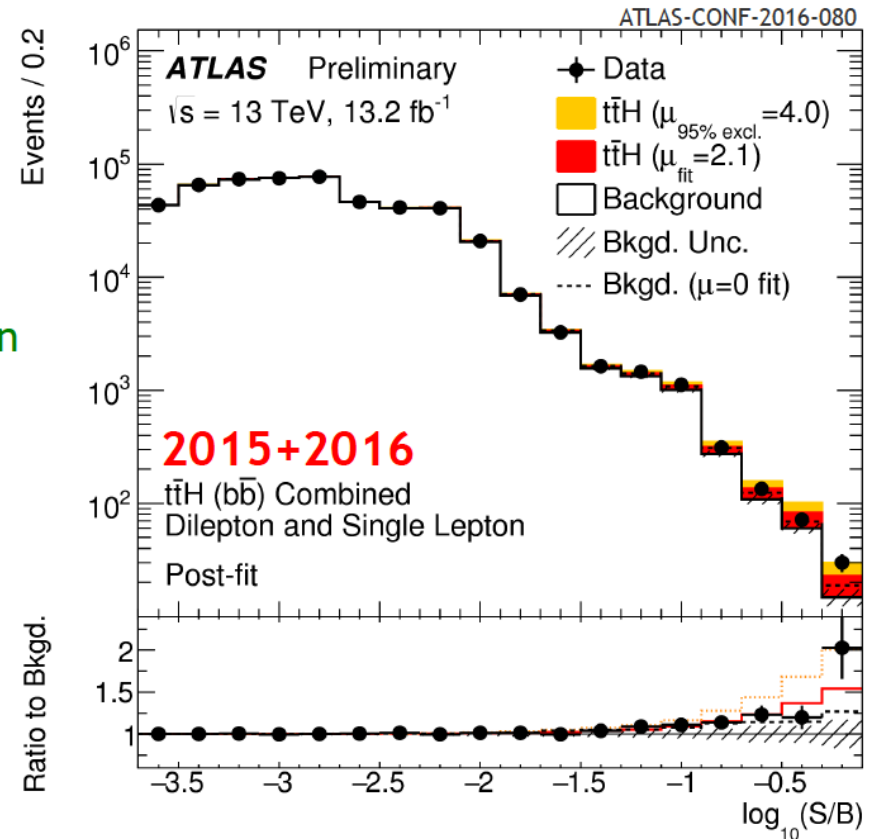 ATLAS-CONF-2016-080
Events / 0.2
10⁶
10⁵
10⁴
10³
10²
ATLAS Preliminary
√s = 13 TeV, 13.2 fb⁻¹
Data
tt̄H (μ95% excl.=4.0)
tt̄H (μfit=2.1)
Background
Bkgd. Unc.
Bkgd. (μ=0 fit)
n
2015+2016
tt̄H (bb̄) Combined
Dilepton and Single Lepton
Post-fit
Ratio to Bkgd.
2
1.5
1
−3.5 −3 −2.5 −2 −1.5 −1 −0.5
log₁₀(S/B)